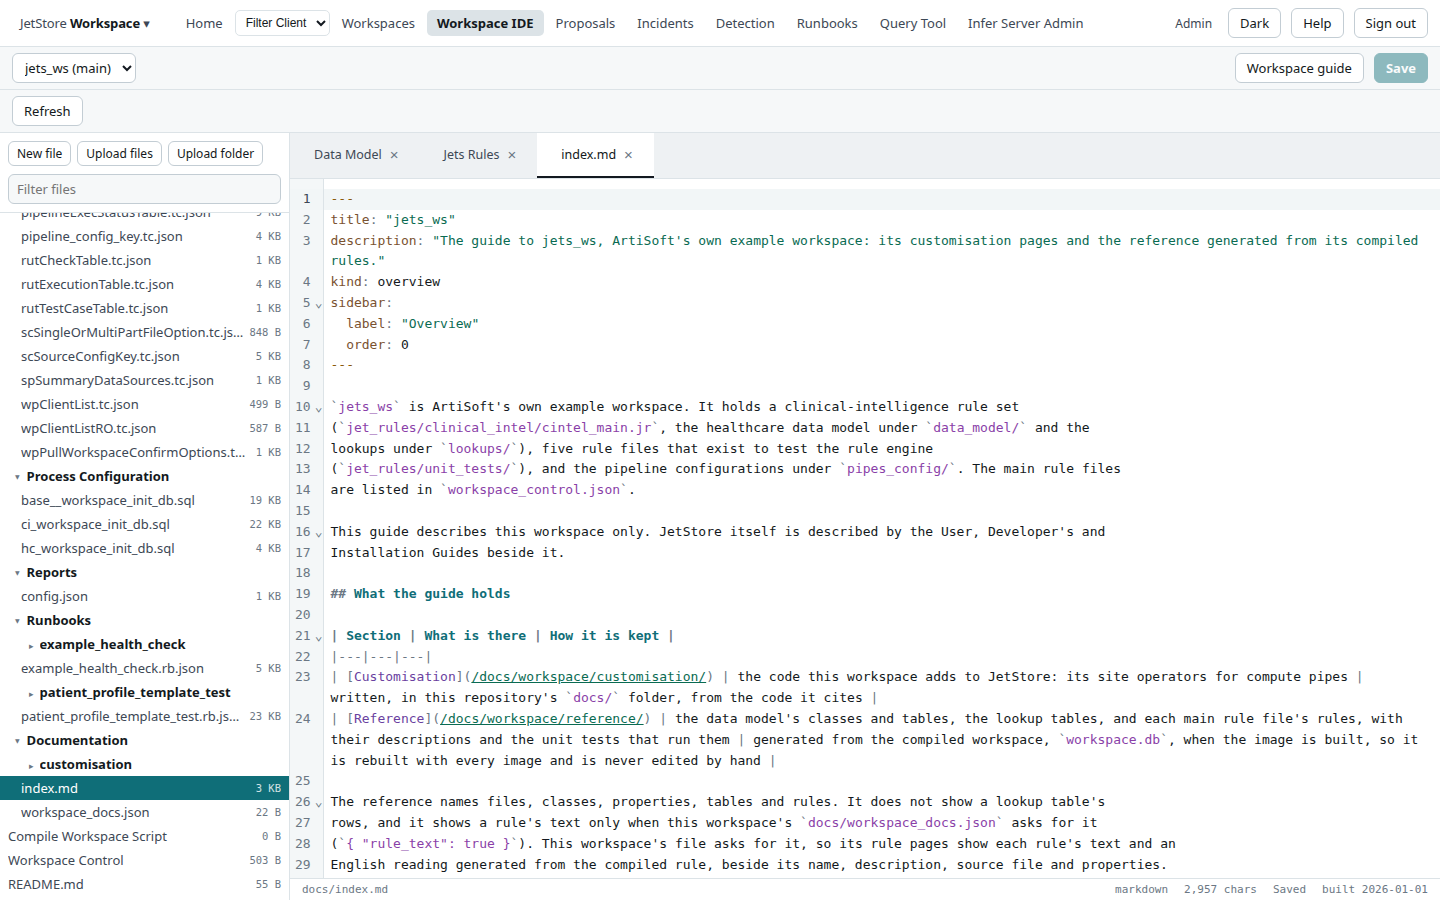 JetStore Workspace ▾ Home Filter Client Workspaces Workspace IDE Proposals Incidents Detection Runbooks Query Tool Infer Server Admin Admin Dark Help Sign out
jets_ws (main) Workspace guide Save
Refresh
New file Upload files Upload folder
Filter files
pipelineExecStatusTable.tc.json
pipeline_config_key.tc.json 4 KB
rutCheckTable.tc.json 1 KB
rutExecutionTable.tc.json 4 KB
rutTestCaseTable.tc.json 1 KB
scSingleOrMultiPartFileOption.tc.js... 848 B
scSourceConfigKey.tc.json 5 KB
spSummaryDataSources.tc.json 1 KB
wpClientList.tc.json 499 B
wpClientListRO.tc.json 587 B
wpPullWorkspaceConfirmOptions.t... 1 KB
Process Configuration
base__workspace_init_db.sql 19 KB
ci_workspace_init_db.sql 22 KB
hc_workspace_init_db.sql 4 KB
Reports
config.json 1 KB
Runbooks
example_health_check
example_health_check.rb.json 5 KB
patient_profile_template_test
patient_profile_template_test.rb.js... 23 KB
Documentation
customisation
index.md 3 KB
workspace_docs.json 22 B
Compile Workspace Script 0 B
Workspace Control 503 B
README.md 55 B
Data Model × Jets Rules × index.md ×
1 ---
2 title: "jets_ws"
3 description: "The guide to jets_ws, ArtiSoft's own example workspace: its customisation pages and the reference generated from its compiled
rules."
4 kind: overview
5 sidebar:
6 label: "Overview"
7 order: 0
8 ---
9
10 `jets_ws` is ArtiSoft's own example workspace. It holds a clinical-intelligence rule set
11 (`jet_rules/clinical_intel/cintel_main.jr`, the healthcare data model under `data_model/` and the
12 lookups under `lookups/`), five rule files that exist to test the rule engine
13 (`jet_rules/unit_tests/`), and the pipeline configurations under `pipes_config/`. The main rule files
14 are listed in `workspace_control.json`.
15
16 This guide describes this workspace only. JetStore itself is described by the User, Developer's and
17 Installation Guides beside it.
18
19 ## What the guide holds
20
21 | Section | What is there | How it is kept |
22 |---|---|---|
23 | [Customisation](/docs/workspace/customisation/) | the code this workspace adds to JetStore: its site operators for compute pipes |
written, in this repository's `docs/` folder, from the code it cites |
24 | [Reference](/docs/workspace/reference/) | the data model's classes and tables, the lookup tables, and each main rule file's rules, with
their descriptions and the unit tests that run them | generated from the compiled workspace, `workspace.db`, when the image is built, so it
is rebuilt with every image and is never edited by hand |
25
26 The reference names files, classes, properties, tables and rules. It does not show a lookup table's
27 rows, and it shows a rule's text only when this workspace's `docs/workspace_docs.json` asks for it
28 (`{ "rule_text": true }`). This workspace's file asks for it, so its rule pages show each rule's text and an
29 English reading generated from the compiled rule, beside its name, description, source file and properties.
docs/index.md markdown 2,957 chars Saved built 2026-01-01